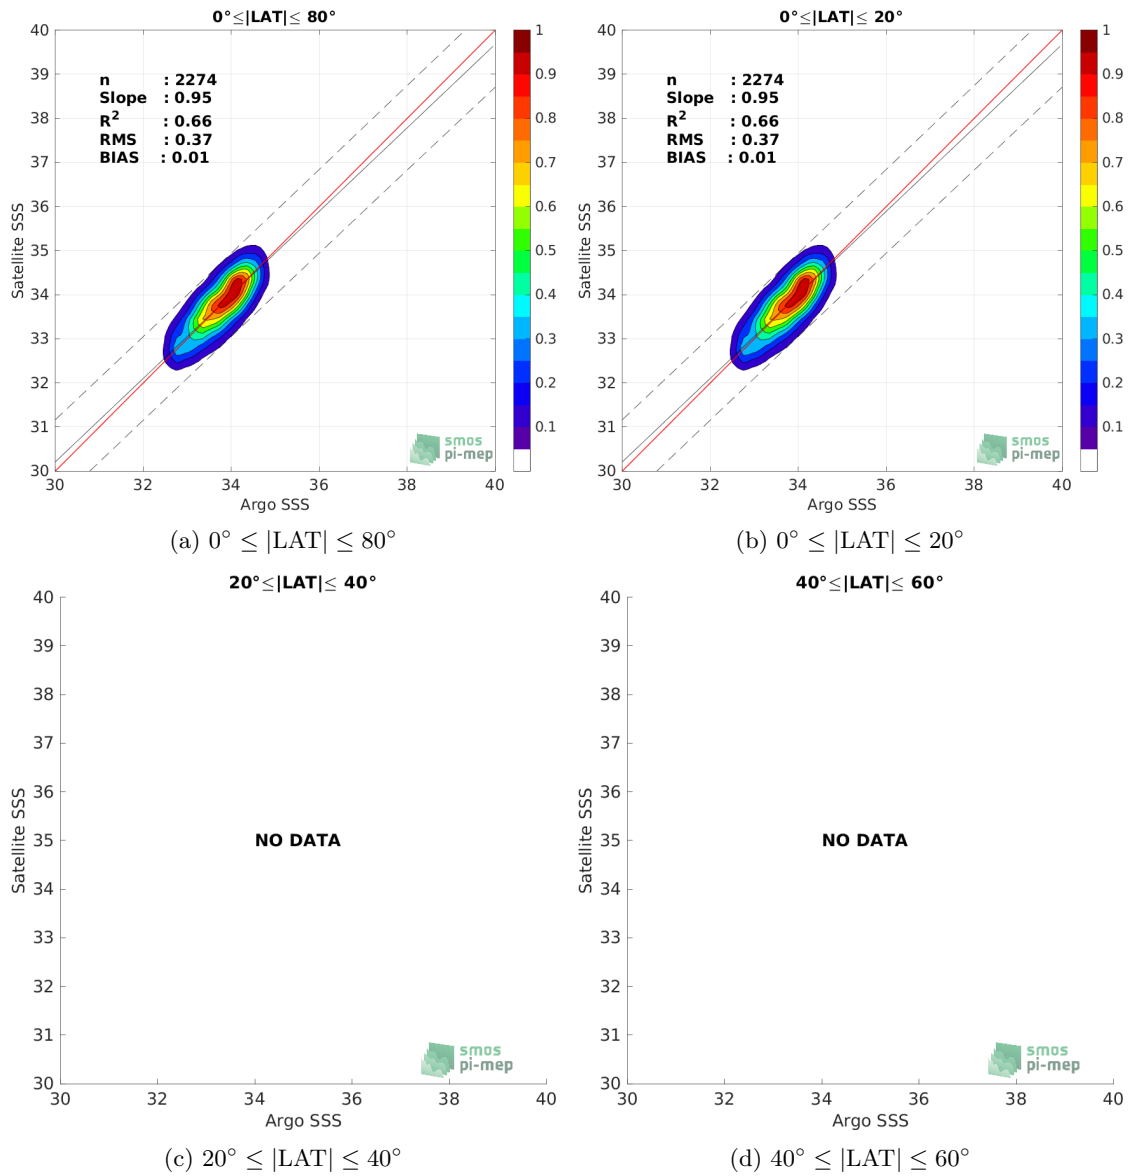 0°≤|LAT|≤ 80°
40
39
38
37
36
35
34
33
32
31
30
n : 2274
Slope : 0.95
R² : 0.66
RMS : 0.37
BIAS : 0.01
1
0.9
0.8
0.7
0.6
0.5
0.4
0.3
0.2
0.1
Satellite SSS
smos
pi-mep
30 32 34 36 38 40
Argo SSS
(a) 0° ≤ |LAT| ≤ 80°
0°≤|LAT|≤ 20°
40
39
38
37
36
35
34
33
32
31
30
n : 2274
Slope : 0.95
R² : 0.66
RMS : 0.37
BIAS : 0.01
1
0.9
0.8
0.7
0.6
0.5
0.4
0.3
0.2
0.1
Satellite SSS
smos
pi-mep
30 32 34 36 38 40
Argo SSS
(b) 0° ≤ |LAT| ≤ 20°
20°≤|LAT|≤ 40°
40
39
38
37
36
35
34
33
32
31
30
Satellite SSS
NO DATA
smos
pi-mep
30 32 34 36 38 40
Argo SSS
(c) 20° ≤ |LAT| ≤ 40°
40°≤|LAT|≤ 60°
40
39
38
37
36
35
34
33
32
31
30
Satellite SSS
NO DATA
smos
pi-mep
30 32 34 36 38 40
Argo SSS
(d) 40° ≤ |LAT| ≤ 60°